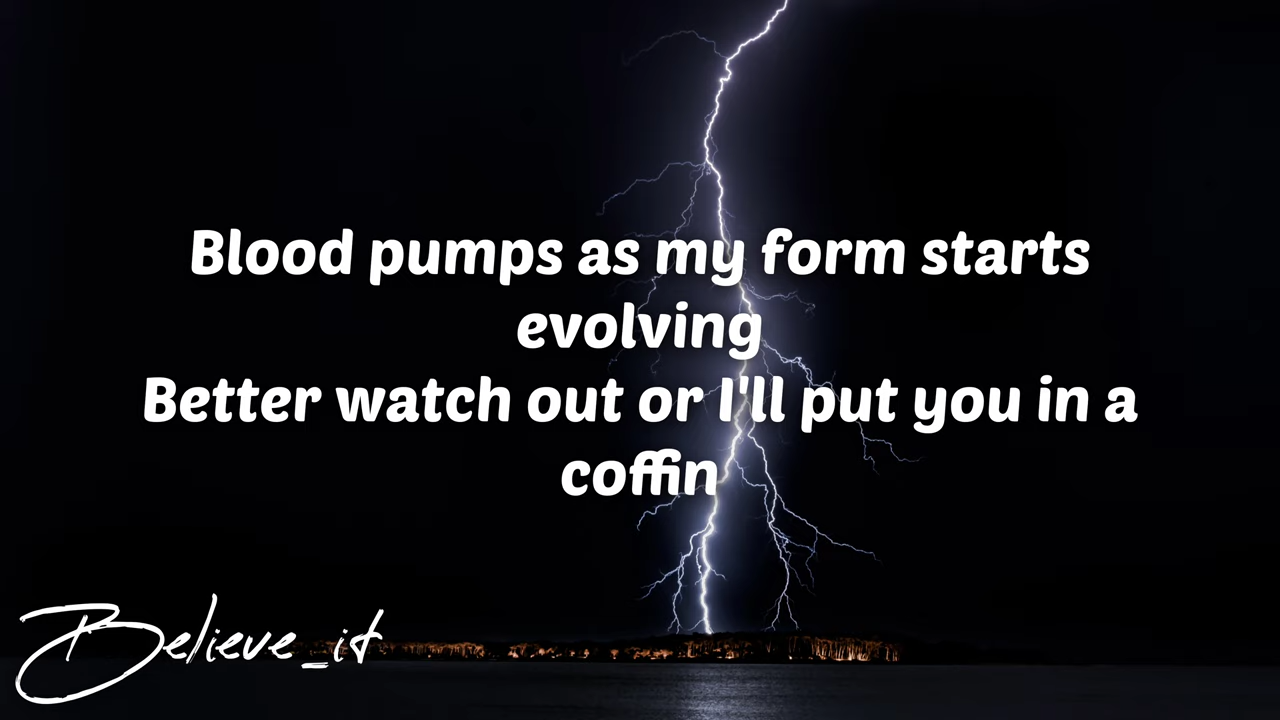 Blood pumps as my form starts
evolving
Better watch out or I'll put you in a
coffin
Believe_it